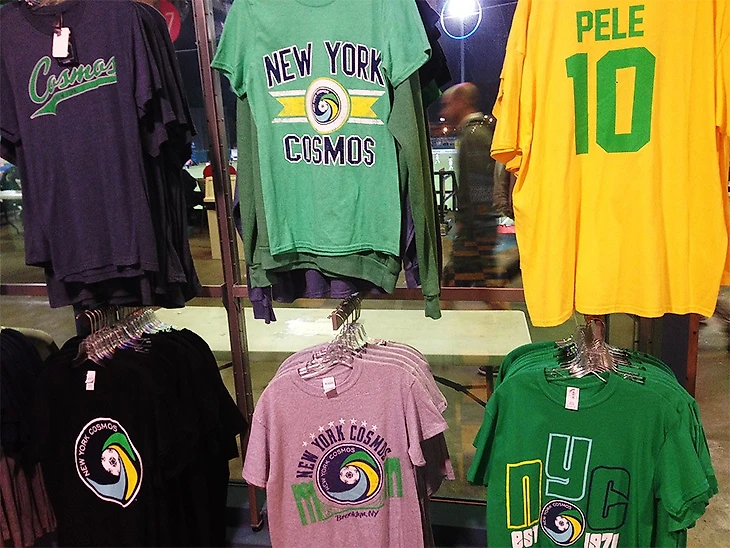 Cosmos
NEW YORK
COSMOS
PELE
10
NEW YORK COSMOS
NEW YORK COSMOS
NEW YORK COSMOS
Brooklyn, NY
nyc
EST 1971